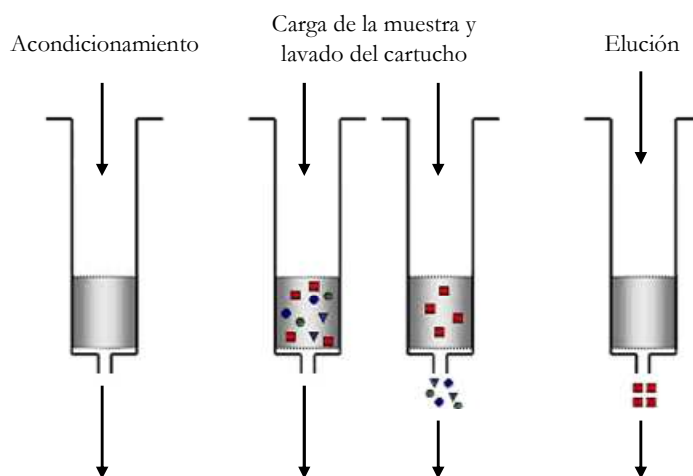 Acondicionamiento
Carga de la muestra y
lavado del cartucho
Elución